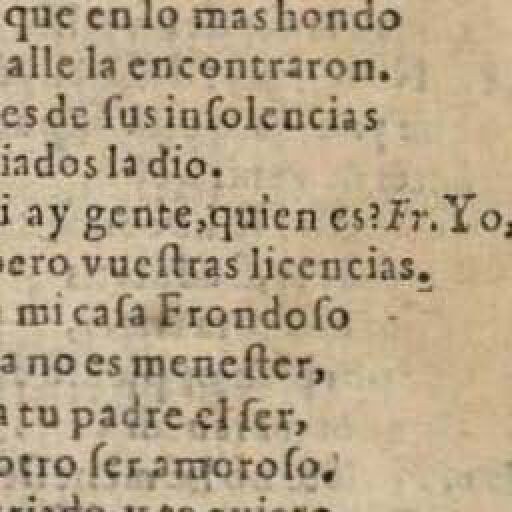 que en lo mas hondo
alle la encontraron.
es de ſus inſolencias
iados la dio.
i ay gente, quien es? Fr. Yo,
pero vueſtras licencias.
mi caſa Frondoſo
a no es meneſter,
a tu padre el ſer,
otro ſer amoroſo.